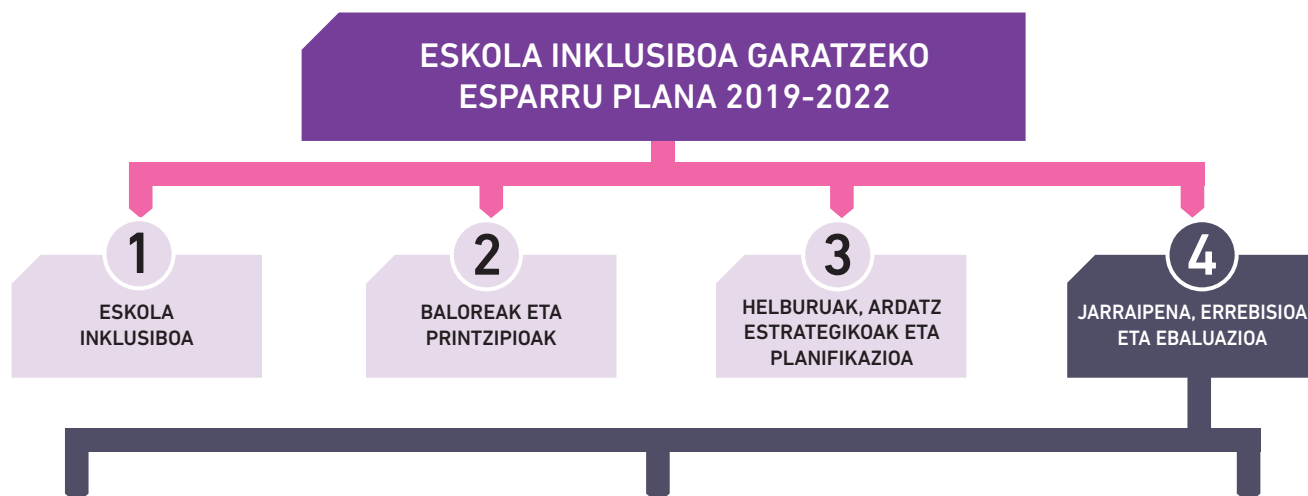 ESKOLA INKLUSIBOA GARATZEKO
ESPARRU PLANA 2019-2022
1
ESKOLA
INKLUSIBOA
2
BALOREAK ETA
PRINTZIPIOAK
3
HELBURUAK, ARDATZ
ESTRATEGIKOAK ETA
PLANIFIKAZIOA
4
JARRAIPENA, ERREBISIOA
ETA EBALUAZIOA